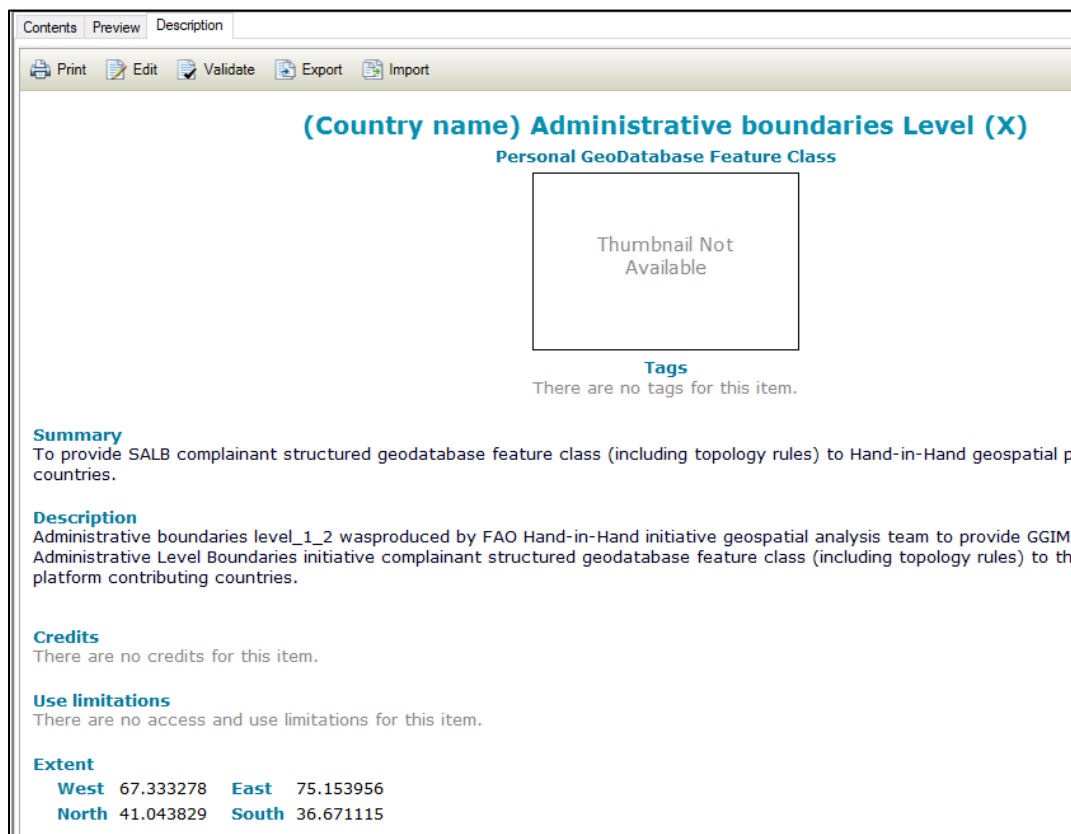 Contents Preview Description
Print Edit Validate Export Import
(Country name) Administrative boundaries Level (X)
Personal GeoDatabase Feature Class
Thumbnail Not
Available
Tags
There are no tags for this item.
Summary
To provide SALB complainant structured geodatabase feature class (including topology rules) to Hand-in-Hand geospatial p
countries.
Description
Administrative boundaries level_1_2 wasproduced by FAO Hand-in-Hand initiative geospatial analysis team to provide GGIM
Administrative Level Boundaries initiative complainant structured geodatabase feature class (including topology rules) to th
platform contributing countries.
Credits
There are no credits for this item.
Use limitations
There are no access and use limitations for this item.
Extent
West 67.333278 East 75.153956
North 41.043829 South 36.671115